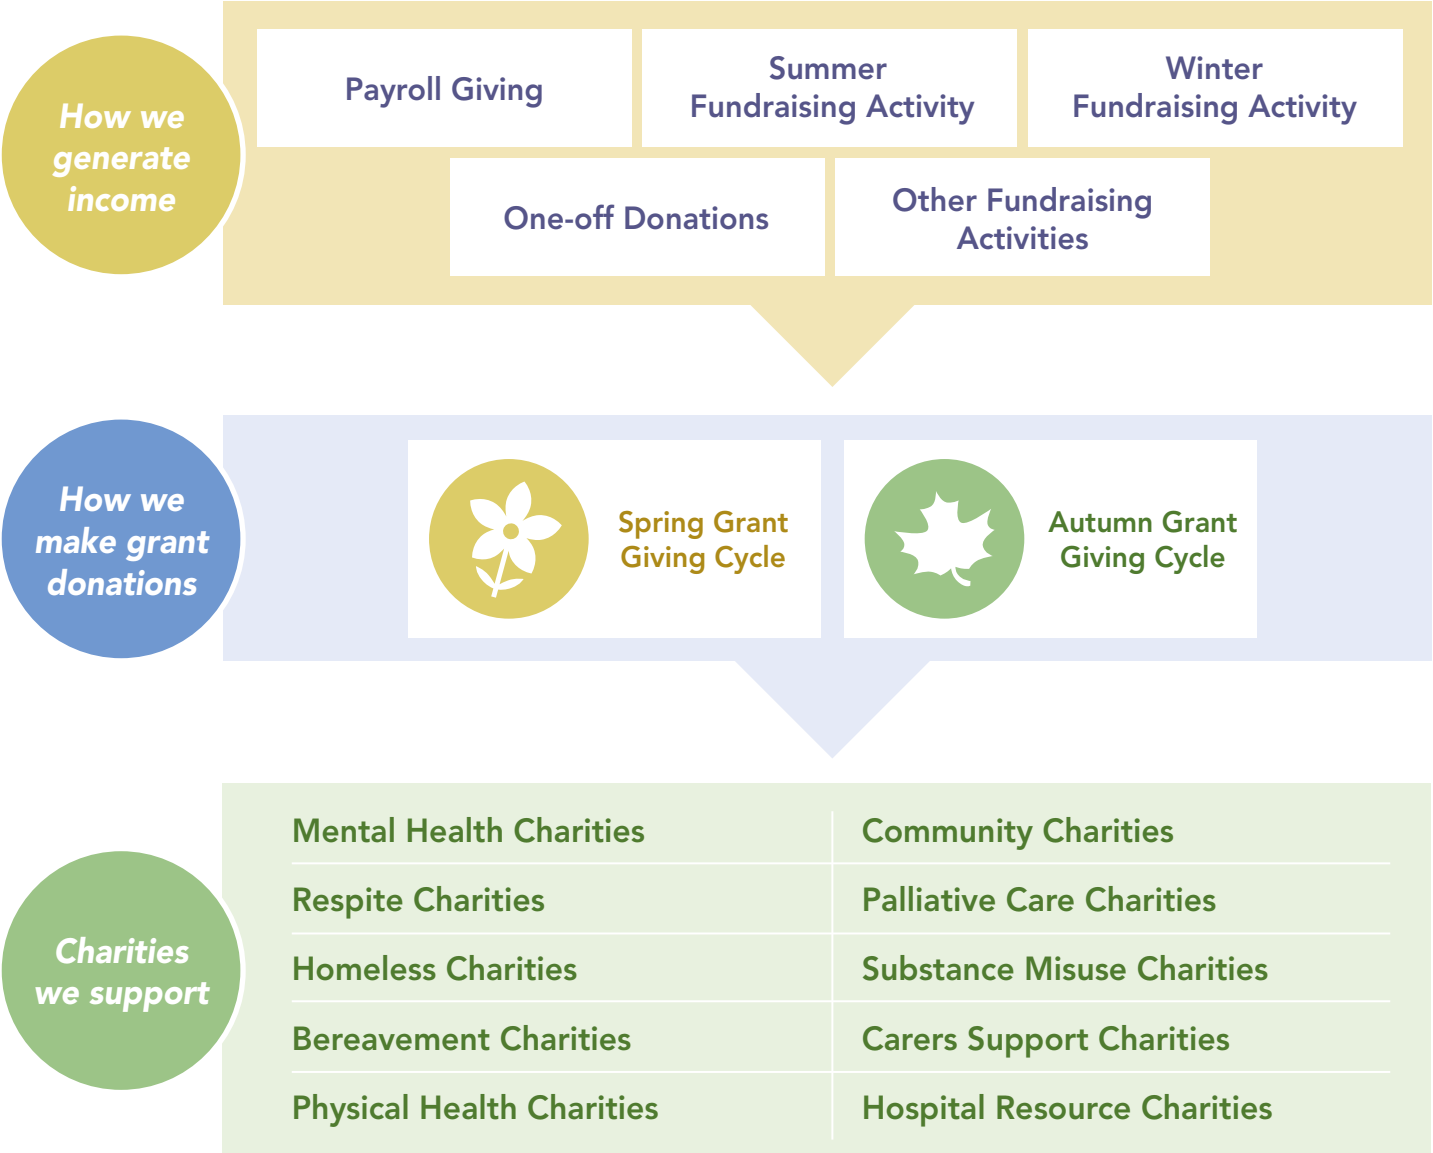 How we
generate
income
Payroll Giving
Summer
Fundraising Activity
Winter
Fundraising Activity
One-off Donations
Other Fundraising
Activities
How we
make grant
donations
Spring Grant
Giving Cycle
Autumn Grant
Giving Cycle
Charities
we support
Mental Health Charities
Community Charities
Respite Charities
Palliative Care Charities
Homeless Charities
Substance Misuse Charities
Bereavement Charities
Carers Support Charities
Physical Health Charities
Hospital Resource Charities